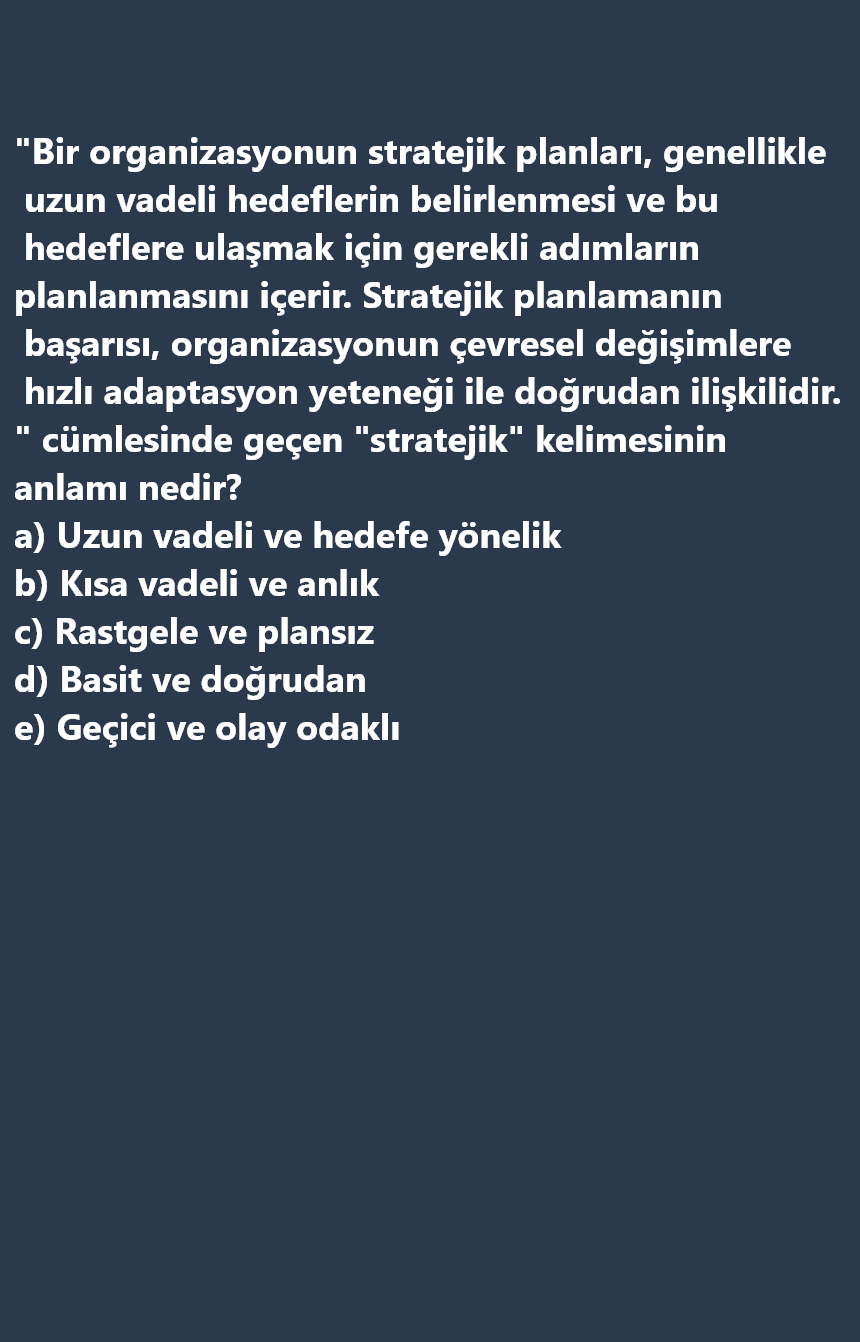 "Bir organizasyonun stratejik planları, genellikle
uzun vadeli hedeflerin belirlenmesi ve bu
hedeflere ulaşmak için gerekli adımların
planlanmasını içerir. Stratejik planlamanın
başarısı, organizasyonun çevresel değişimlere
hızlı adaptasyon yeteneği ile doğrudan ilişkilidir.
" cümlesinde geçen "stratejik" kelimesinin
anlamı nedir?
a) Uzun vadeli ve hedefe yönelik
b) Kısa vadeli ve anlık
c) Rastgele ve plansız
d) Basit ve doğrudan
e) Geçici ve olay odaklı